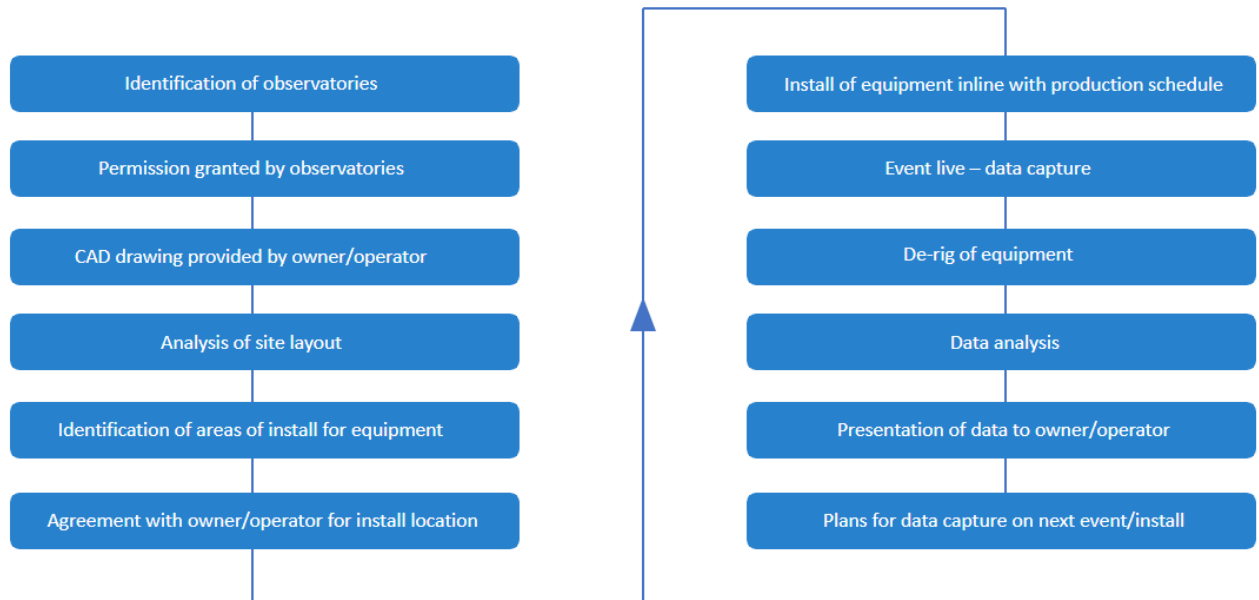 Identification of observatories
Permission granted by observatories
CAD drawing provided by owner/operator
Analysis of site layout
Identification of areas of install for equipment
Agreement with owner/operator for install location
Install of equipment inline with production schedule
Event live – data capture
De-rig of equipment
Data analysis
Presentation of data to owner/operator
Plans for data capture on next event/install